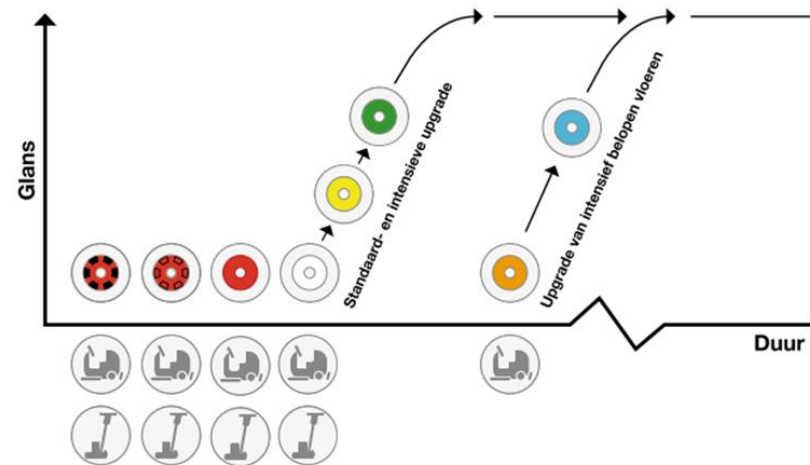 Glans
Standaard- en intensieve upgrade
Upgrade van intensief belopen vloeren
Duur